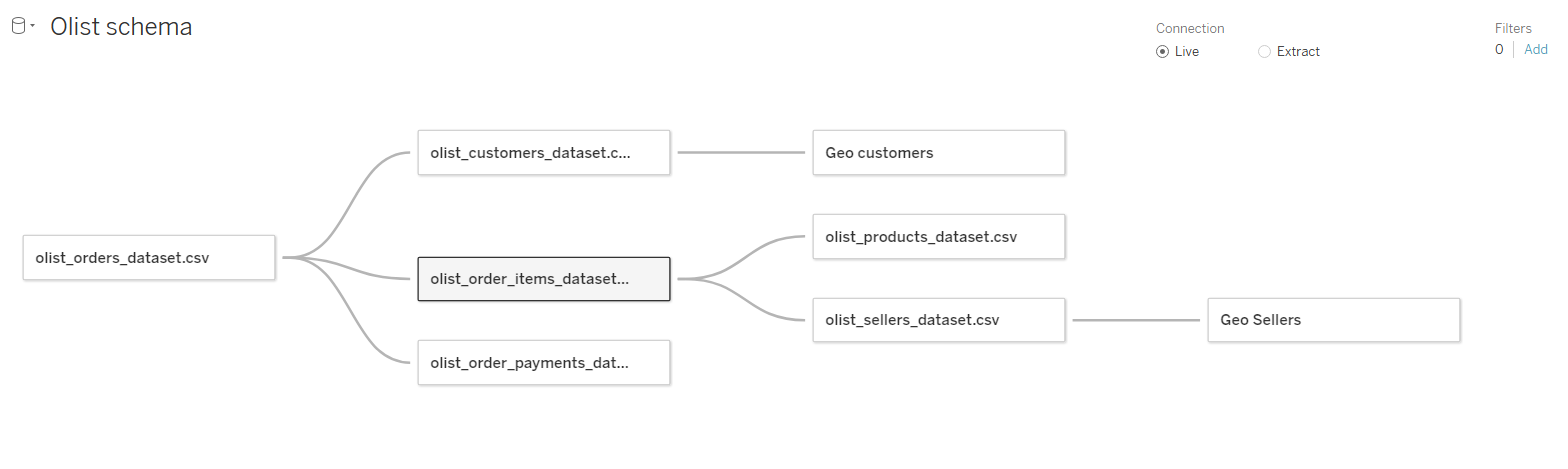 Olist schema
Connection
Live
Extract
Filters
0
Add
olist_customers_dataset.c...
Geo customers
olist_products_dataset.csv
olist_orders_dataset.csv
olist_order_items_dataset...
olist_sellers_dataset.csv
Geo Sellers
olist_order_payments_dat...